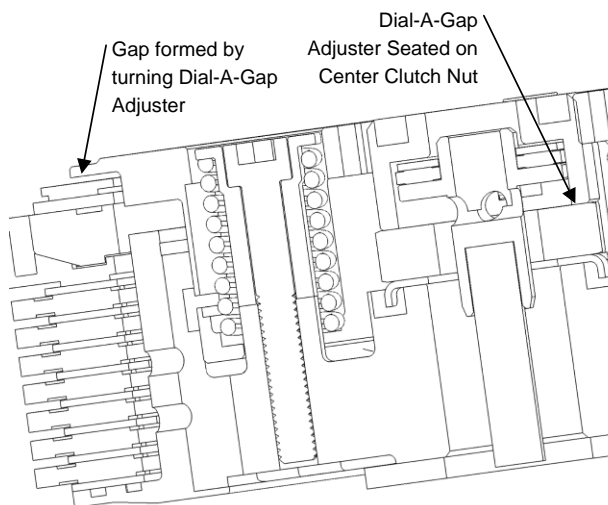 Gap formed by
turning Dial-A-Gap
Adjuster
Dial-A-Gap
Adjuster Seated on
Center Clutch Nut